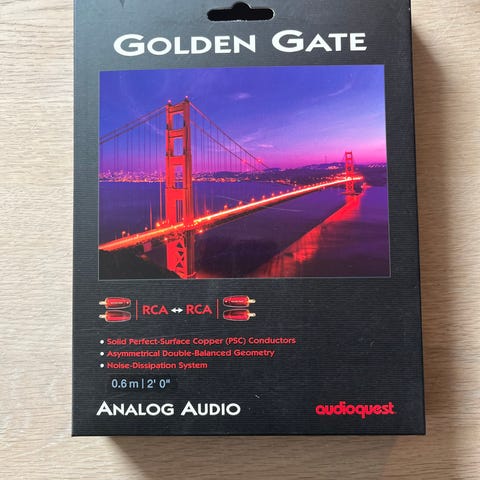 GOLDEN GATE
RCA ↔ RCA
• Solid Perfect-Surface Copper (PSC) Conductors
• Asymmetrical Double-Balanced Geometry
• Noise-Dissipation System
0.6 m | 2' 0"
ANALOG AUDIO
audioquest